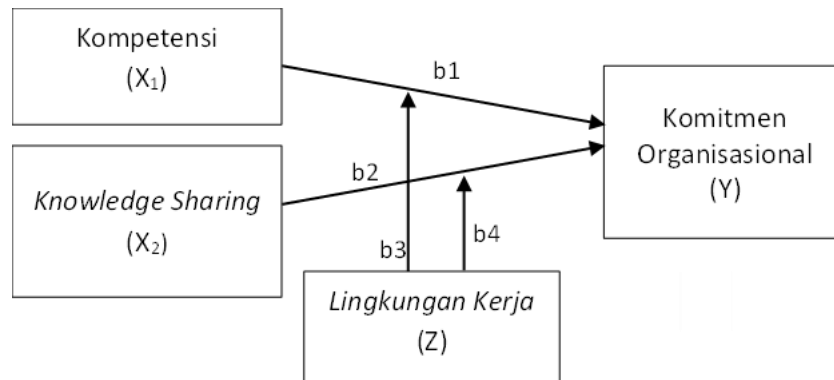 Kompetensi
(X₁)
b1
Komitmen
Organisasional
(Y)
Knowledge Sharing
(X₂)
b2
b3
b4
Lingkungan Kerja
(Z)